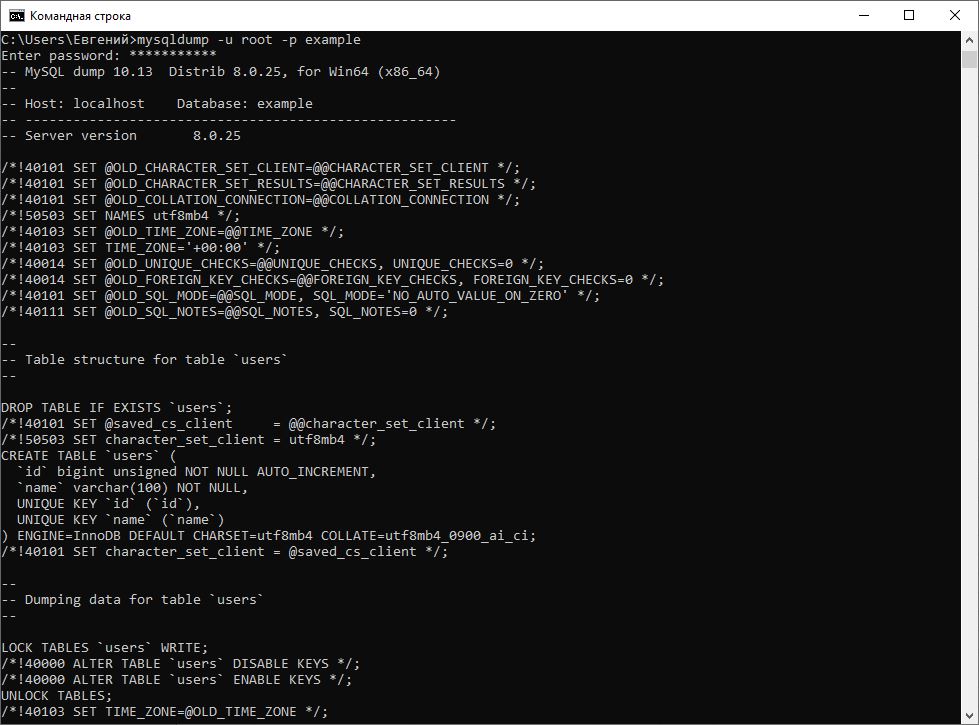 Командная строка
C:\Users\Евгений>mysqldump -u root -p example
Enter password: ***********
-- MySQL dump 10.13  Distrib 8.0.25, for Win64 (x86_64)
--
-- Host: localhost    Database: example
-- ------------------------------------------------------
-- Server version       8.0.25

/*!40101 SET @OLD_CHARACTER_SET_CLIENT=@@CHARACTER_SET_CLIENT */;
/*!40101 SET @OLD_CHARACTER_SET_RESULTS=@@CHARACTER_SET_RESULTS */;
/*!40101 SET @OLD_COLLATION_CONNECTION=@@COLLATION_CONNECTION */;
/*!50503 SET NAMES utf8mb4 */;
/*!40103 SET @OLD_TIME_ZONE=@@TIME_ZONE */;
/*!40103 SET TIME_ZONE='+00:00' */;
/*!40014 SET @OLD_UNIQUE_CHECKS=@@UNIQUE_CHECKS, UNIQUE_CHECKS=0 */;
/*!40014 SET @OLD_FOREIGN_KEY_CHECKS=@@FOREIGN_KEY_CHECKS, FOREIGN_KEY_CHECKS=0 */;
/*!40101 SET @OLD_SQL_MODE=@@SQL_MODE, SQL_MODE='NO_AUTO_VALUE_ON_ZERO' */;
/*!40111 SET @OLD_SQL_NOTES=@@SQL_NOTES, SQL_NOTES=0 */;

--
-- Table structure for table `users`
--

DROP TABLE IF EXISTS `users`;
/*!40101 SET @saved_cs_client     = @@character_set_client */;
/*!50503 SET character_set_client = utf8mb4 */;
CREATE TABLE `users` (
  `id` bigint unsigned NOT NULL AUTO_INCREMENT,
  `name` varchar(100) NOT NULL,
  UNIQUE KEY `id` (`id`),
  UNIQUE KEY `name` (`name`)
) ENGINE=InnoDB DEFAULT CHARSET=utf8mb4 COLLATE=utf8mb4_0900_ai_ci;
/*!40101 SET character_set_client = @saved_cs_client */;

--
-- Dumping data for table `users`
--

LOCK TABLES `users` WRITE;
/*!40000 ALTER TABLE `users` DISABLE KEYS */;
/*!40000 ALTER TABLE `users` ENABLE KEYS */;
UNLOCK TABLES;
/*!40103 SET TIME_ZONE=@OLD_TIME_ZONE */;